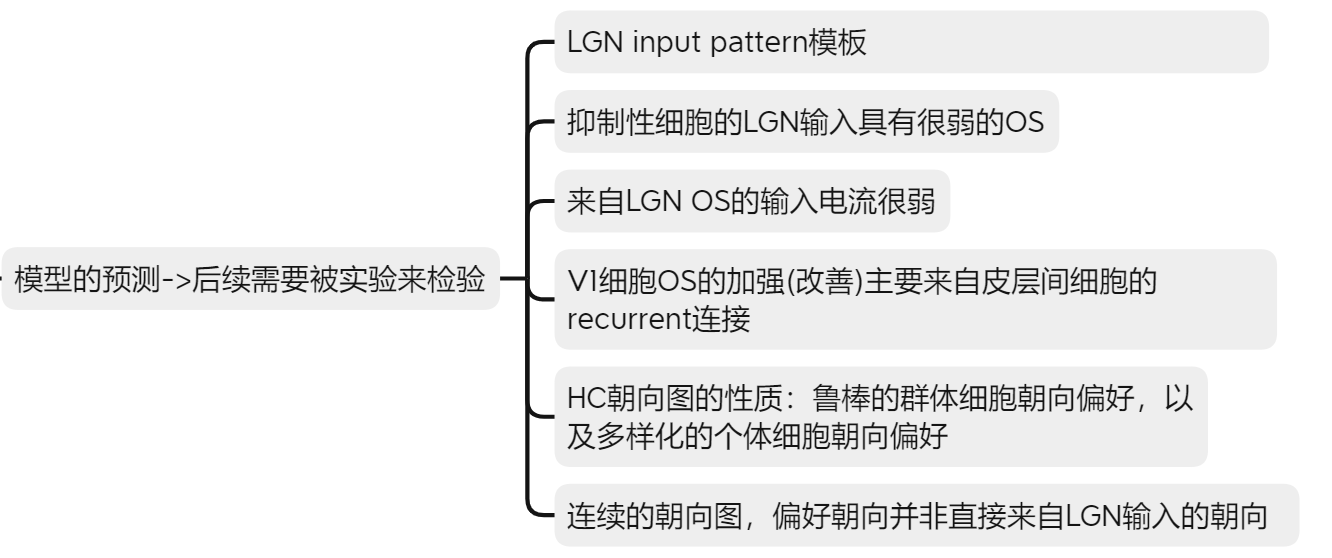 LGN input pattern模板
抑制性细胞的LGN输入具有很弱的OS
来自LGN OS的输入电流很弱
模型的预测->后续需要被实验来检验
V1细胞OS的加强(改善)主要来自皮层间细胞的
recurrent连接
HC朝向图的性质：鲁棒的群体细胞朝向偏好，以
及多样化的个体细胞朝向偏好
连续的朝向图，偏好朝向并非直接来自LGN输入的朝向